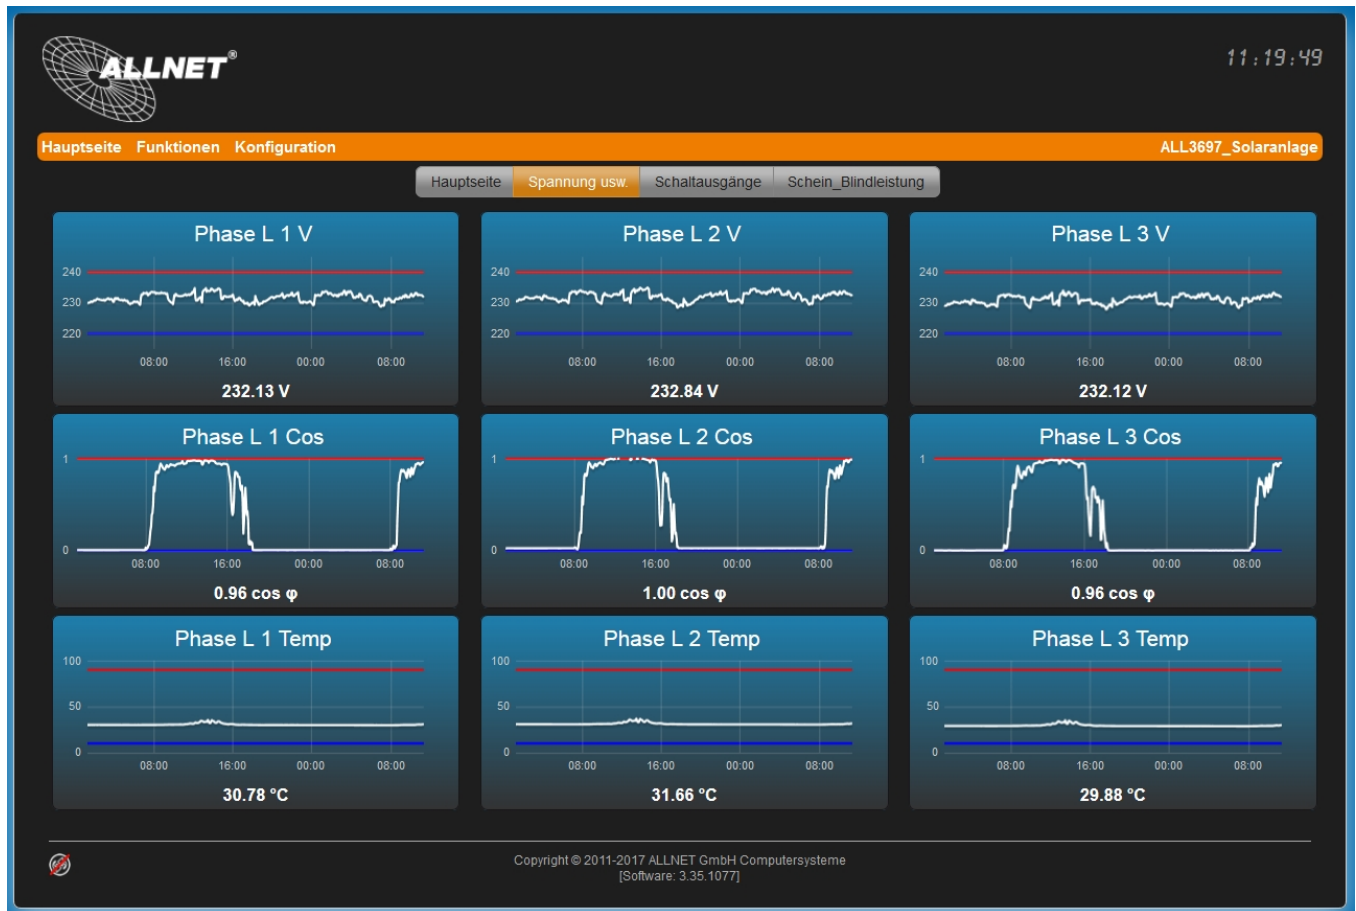 ALLNET®
11:19:49
Hauptseite Funktionen Konfiguration ALL3697_Solaranlage
Hauptseite Spannung usw. Schaltausgänge Schein_Blindleistung
Phase L 1 V
240
230
220
08:00 16:00 00:00 08:00
232.13 V
Phase L 2 V
240
230
220
08:00 16:00 00:00 08:00
232.84 V
Phase L 3 V
240
230
220
08:00 16:00 00:00 08:00
232.12 V
Phase L 1 Cos
1
0
08:00 16:00 00:00 08:00
0.96 cos φ
Phase L 2 Cos
1
0
08:00 16:00 00:00 08:00
1.00 cos φ
Phase L 3 Cos
1
0
08:00 16:00 00:00 08:00
0.96 cos φ
Phase L 1 Temp
100
50
0
08:00 16:00 00:00 08:00
30.78 °C
Phase L 2 Temp
100
50
0
08:00 16:00 00:00 08:00
31.66 °C
Phase L 3 Temp
100
50
0
08:00 16:00 00:00 08:00
29.88 °C
Copyright © 2011-2017 ALLNET GmbH Computersysteme
[Software: 3.35.1077]